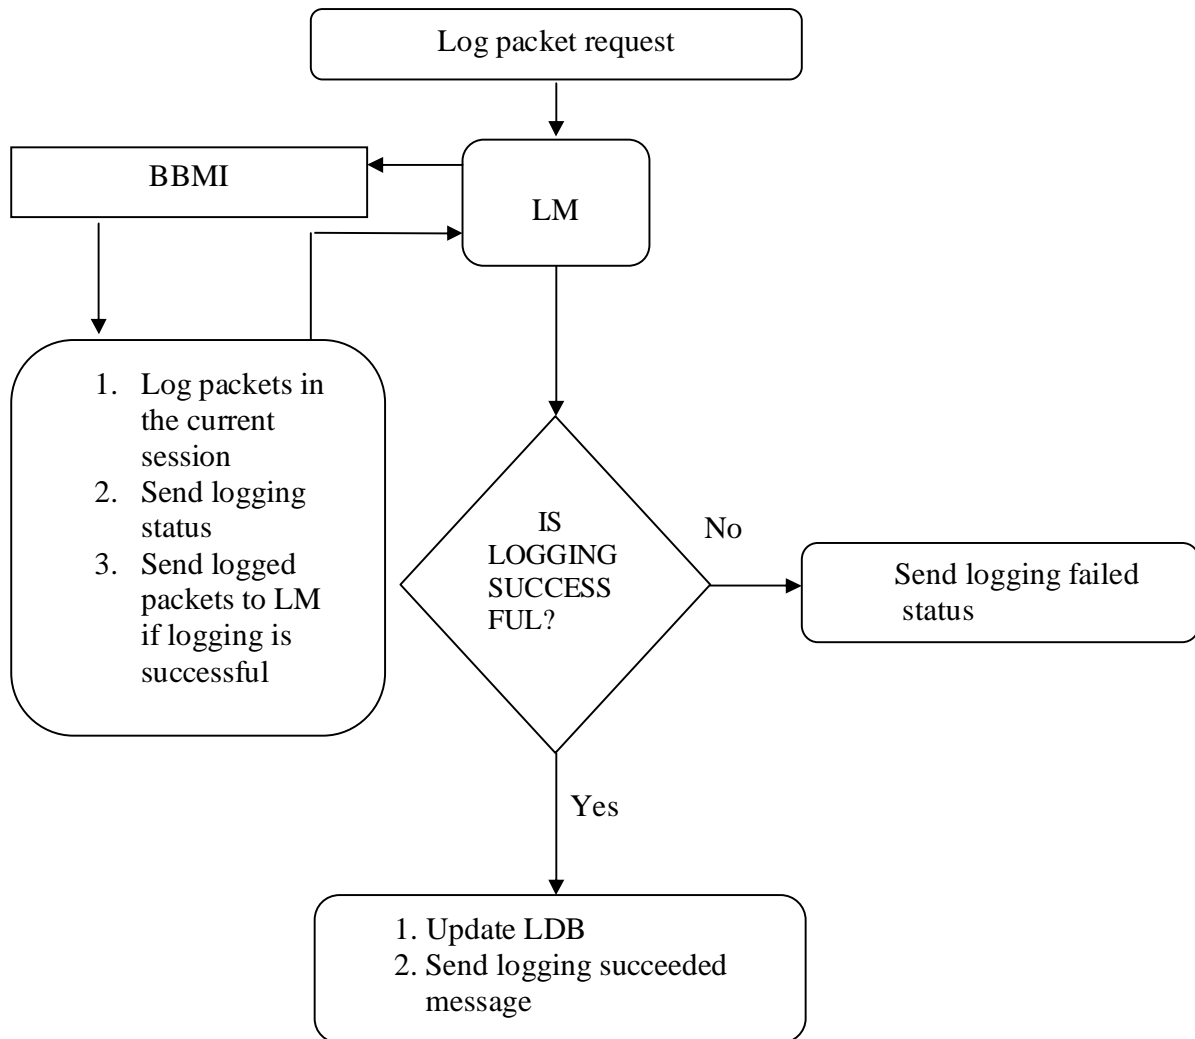 Log packet request
BBMI
LM
1. Log packets in
the current
session
2. Send logging
status
3. Send logged
packets to LM
if logging is
successful
IS
LOGGING
SUCCESS
FUL?
No
Send logging failed
status
Yes
1. Update LDB
2. Send logging succeeded
message